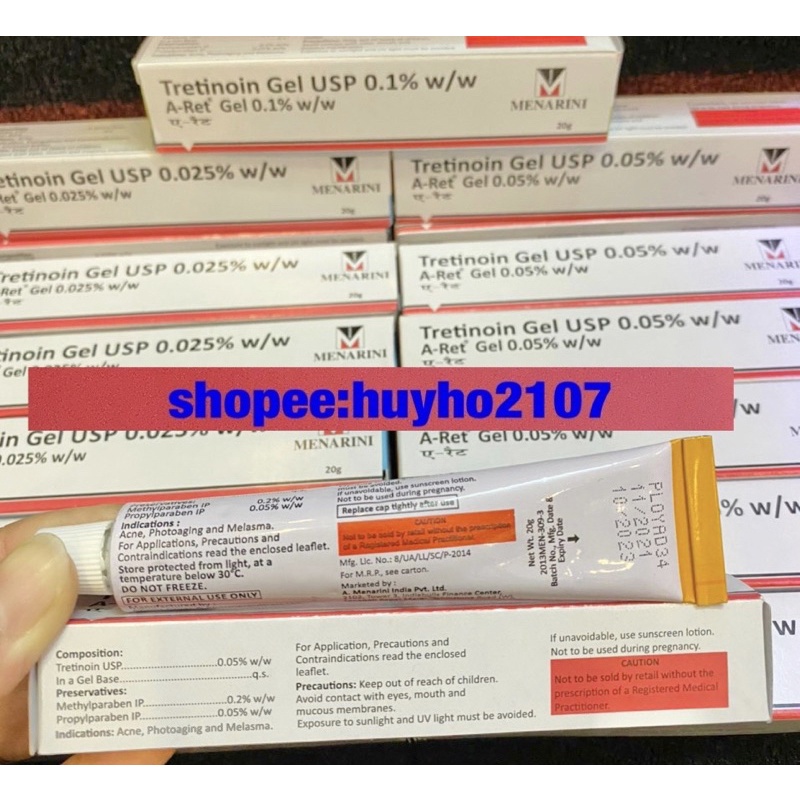 Tretinoin Gel USP 0.1% w/w
A-Ret® Gel 0.1% w/w
ए-रैट
MENARINI
20g
Tretinoin Gel USP 0.025% w/w
Gel 0.025% w/w
MENARINI
20g
Tretinoin Gel USP 0.05% w/w
A-Ret® Gel 0.05% w/w
ए-रैट
MENARINI
20g
Tretinoin Gel USP 0.025% w/w
Ret® Gel 0.025% w/w
MENARINI
20g
Tretinoin Gel USP 0.05% w/w
A-Ret® Gel 0.05% w/w
ए-रैट
MENARINI
20g
inoin Gel USP 0.025% w/w
Gel
MENARINI
Tretinoin Gel USP 0.05% w/w
A-Ret® Gel 0.05% w/w
ए-रैट
MEN
shopee:huyho2107
in Gel USP 0.025% w/w
0.025% w/w
MENARINI
20g
A-Ret® Gel 0.05% w/w
ए-रैट
/w
% w/w
Methylparaben IP 0.2% w/w
Propylparaben IP 0.05% w/w
Indications :
Acne, Photoaging and Melasma.
For Applications, Precautions and
Contraindications read the enclosed leaflet.
Store protected from light, at a
temperature below 30°C.
DO NOT FREEZE.
FOR EXTERNAL USE ONLY
If unavoidable, use sunscreen lotion.
Not to be used during pregnancy.
Replace cap tightly after use
CAUTION
Not to be sold by retail without the prescription
of a Registered Medical Practitioner.
Mfg. Lic. No.: 8/UA/LL/SC/P-2014
For M.R.P., see carton.
Marketed by :
A. Menarini India Pvt. Ltd.
Net Wt. 20g
2013MEN-309-3
Batch No., Mfg. Date &
Expiry Date
PLOYAD34
11/2021
10/2023
Composition:
Tretinoin USP 0.05% w/w
In a Gel Base q.s.
Preservatives:
Methylparaben IP 0.2% w/w
Propylparaben IP 0.05% w/w
Indications: Acne, Photoaging and Melasma.
For Application, Precautions and
Contraindications read the enclosed
leaflet.
Precautions: Keep out of reach of children.
Avoid contact with eyes, mouth and
mucous membranes.
Exposure to sunlight and UV light must be avoided.
If unavoidable, use sunscreen lotion.
Not to be used during pregnancy.
CAUTION
Not to be sold by retail without the
prescription of a Registered Medical
Practitioner.